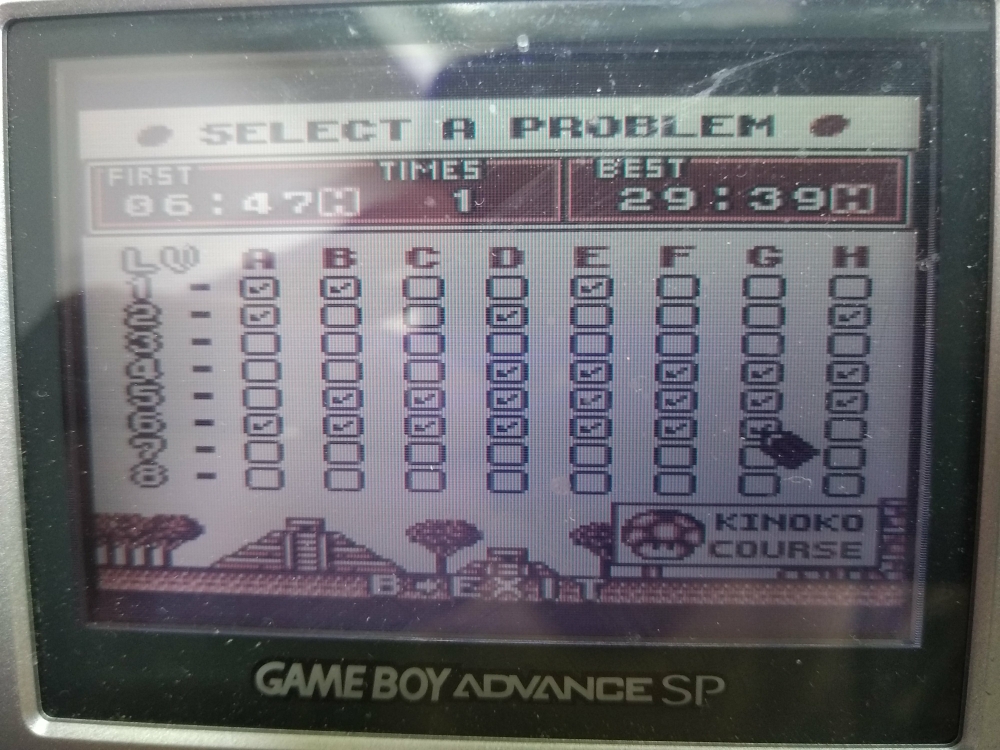 SELECT A PROBLEM
FIRST TIMES BEST
06:47H 1 29:39H
LV A B C D E F G H
1 -
2 -
3 -
4 -
5 -
6 -
7 -
8 -
KINOKO
COURSE
B→EXIT
GAME BOY ADVANCE SP